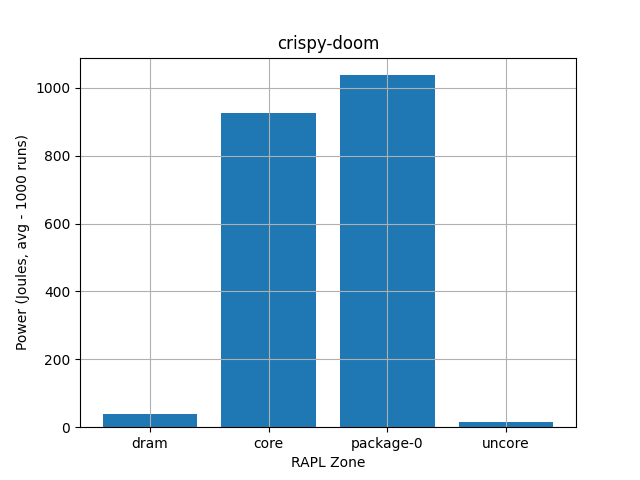 crispy-doom
1000
800
600
400
200
0
Power (Joules, avg - 1000 runs)
dram core package-0 uncore
RAPL Zone